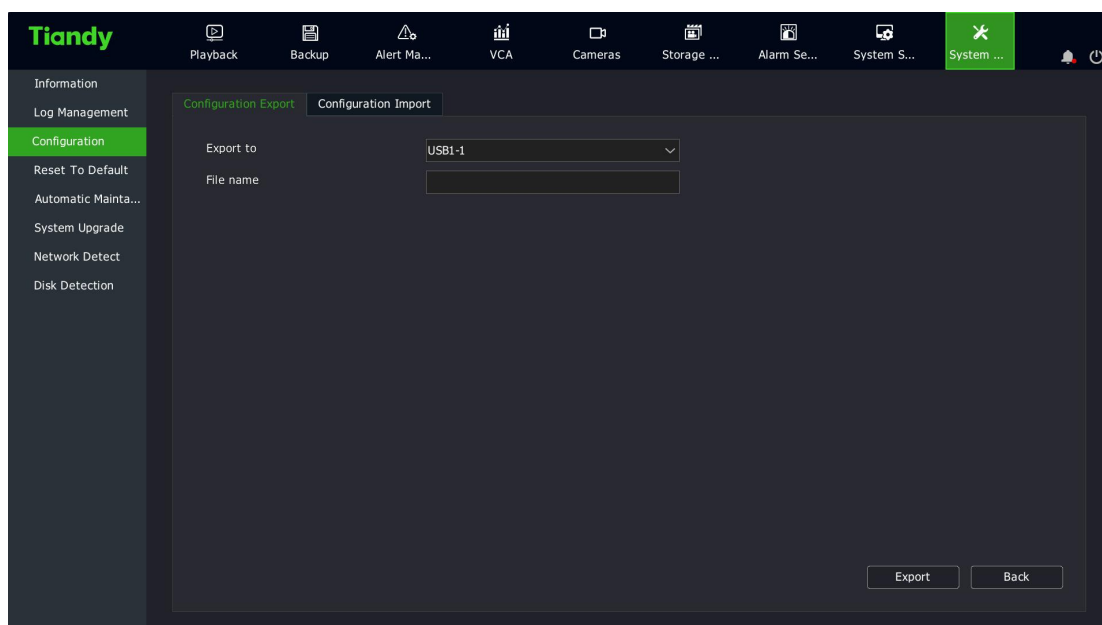 Tiandy
Playback Backup Alert Ma... VCA Cameras Storage ... Alarm Se... System S... System ...
Information
Log Management
Configuration
Reset To Default
Automatic Mainta...
System Upgrade
Network Detect
Disk Detection
Configuration Export Configuration Import
Export to USB1-1
File name
Export Back